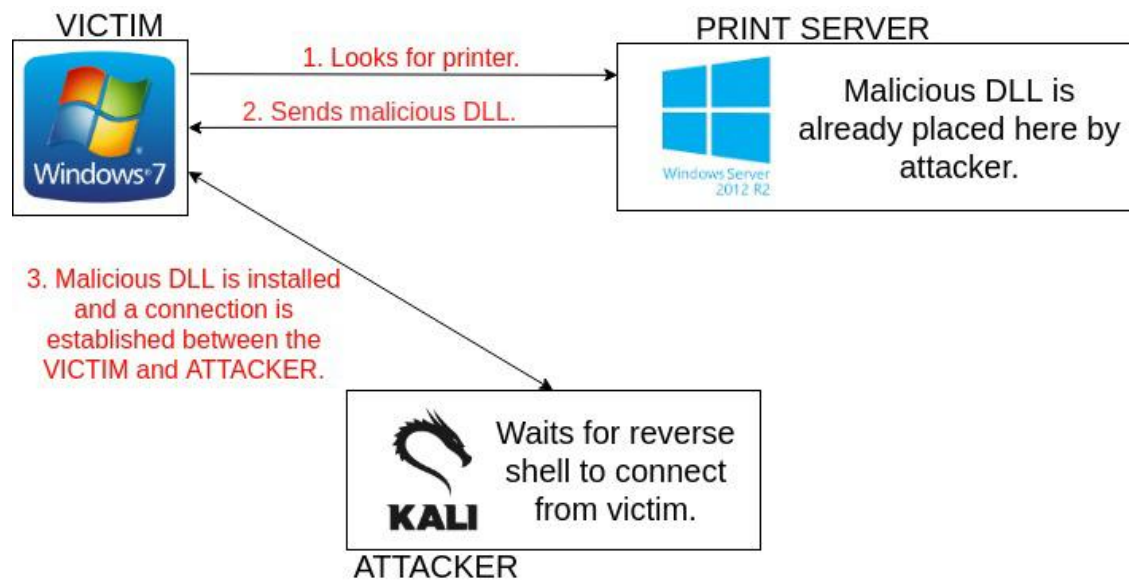 VICTIM
Windows 7
1. Looks for printer.
2. Sends malicious DLL.
PRINT SERVER
Windows Server
2012 R2
Malicious DLL is
already placed here by
attacker.
3. Malicious DLL is installed
and a connection is
established between the
VICTIM and ATTACKER.
KALI
Waits for reverse
shell to connect
from victim.
ATTACKER